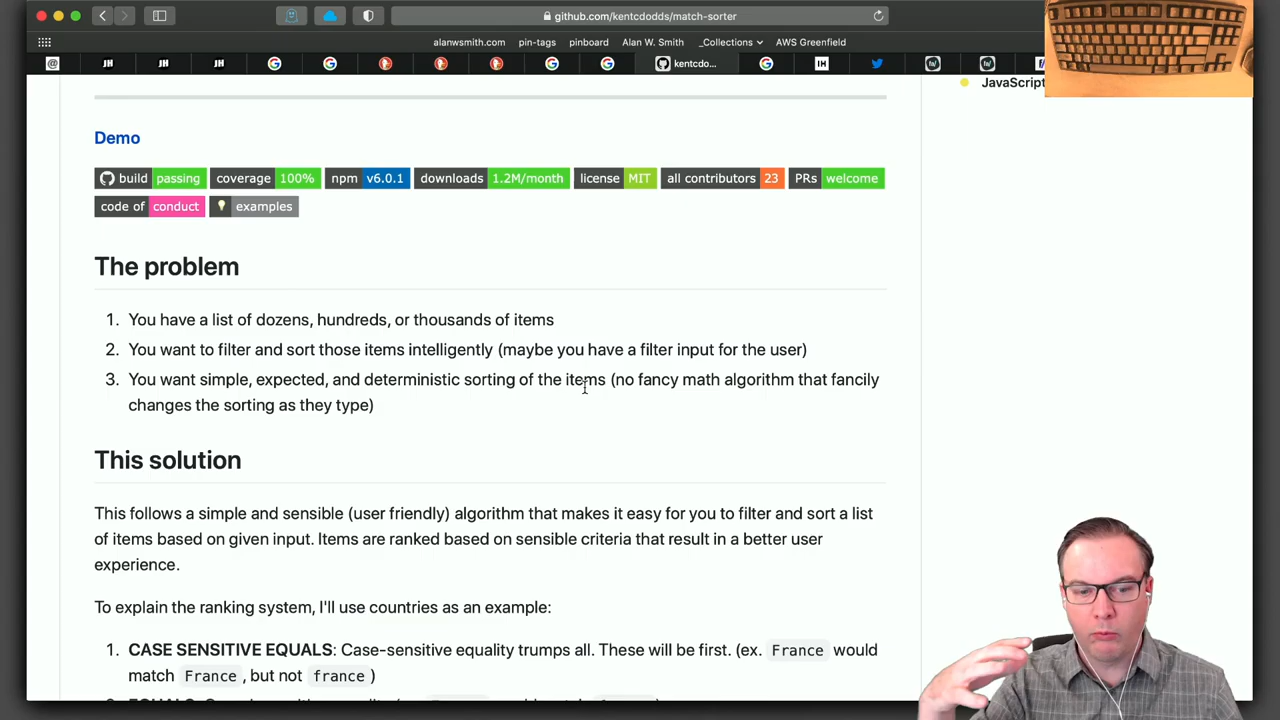 github.com/kentcdodds/match-sorter
alanwsmith.com pin-tags pinboard Alan W. Smith _Collections AWS Greenfield
@ JH JH JH G G G G kentcdo... G IH fa/ fa/
JavaScript
Demo
build passing coverage 100% npm v6.0.1 downloads 1.2M/month license MIT all contributors 23 PRs welcome
code of conduct examples
The problem
1. You have a list of dozens, hundreds, or thousands of items
2. You want to filter and sort those items intelligently (maybe you have a filter input for the user)
3. You want simple, expected, and deterministic sorting of the items (no fancy math algorithm that fancily
changes the sorting as they type)
This solution
This follows a simple and sensible (user friendly) algorithm that makes it easy for you to filter and sort a list
of items based on given input. Items are ranked based on sensible criteria that result in a better user
experience.
To explain the ranking system, I'll use countries as an example:
1. CASE SENSITIVE EQUALS: Case-sensitive equality trumps all. These will be first. (ex. France would
match France, but not france)